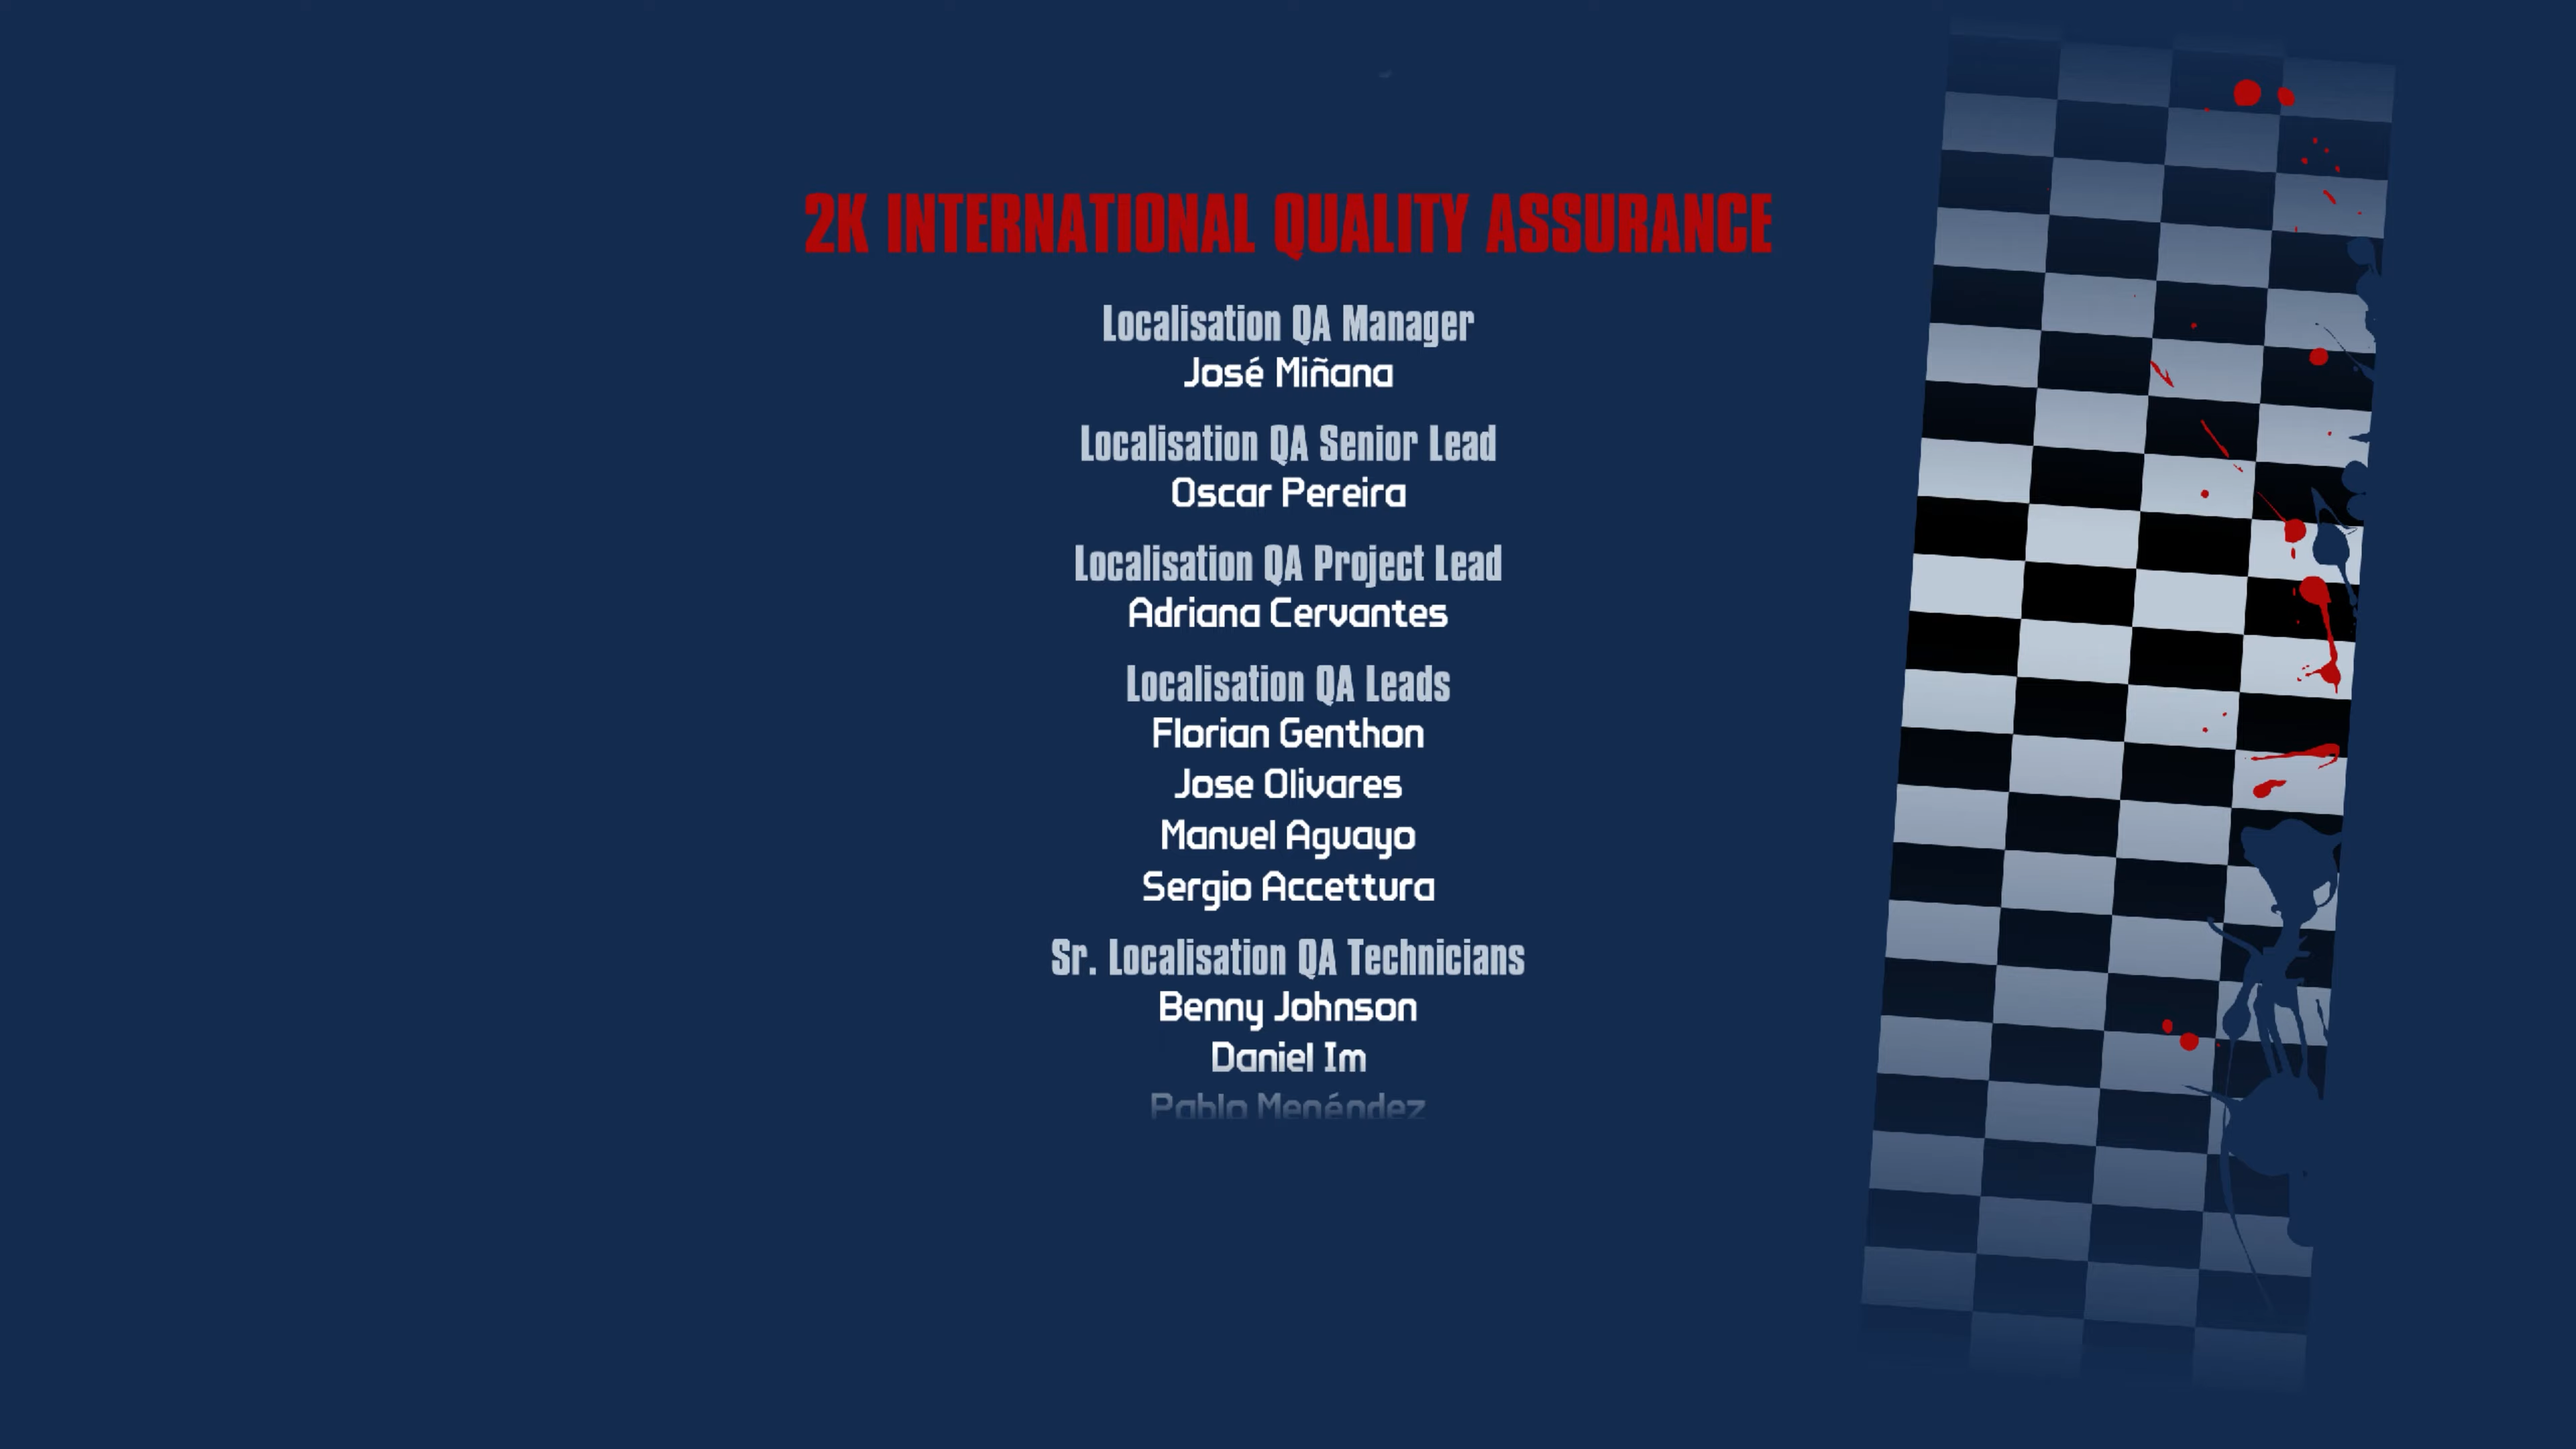 2K INTERNATIONAL QUALITY ASSURANCE
Localisation QA Manager
José Miñana
Localisation QA Senior Lead
Oscar Pereira
Localisation QA Project Lead
Adriana Cervantes
Localisation QA Leads
Florian Genthon
Jose Olivares
Manuel Aguayo
Sergio Accettura
Sr. Localisation QA Technicians
Benny Johnson
Daniel Im
Pablo Menéndez